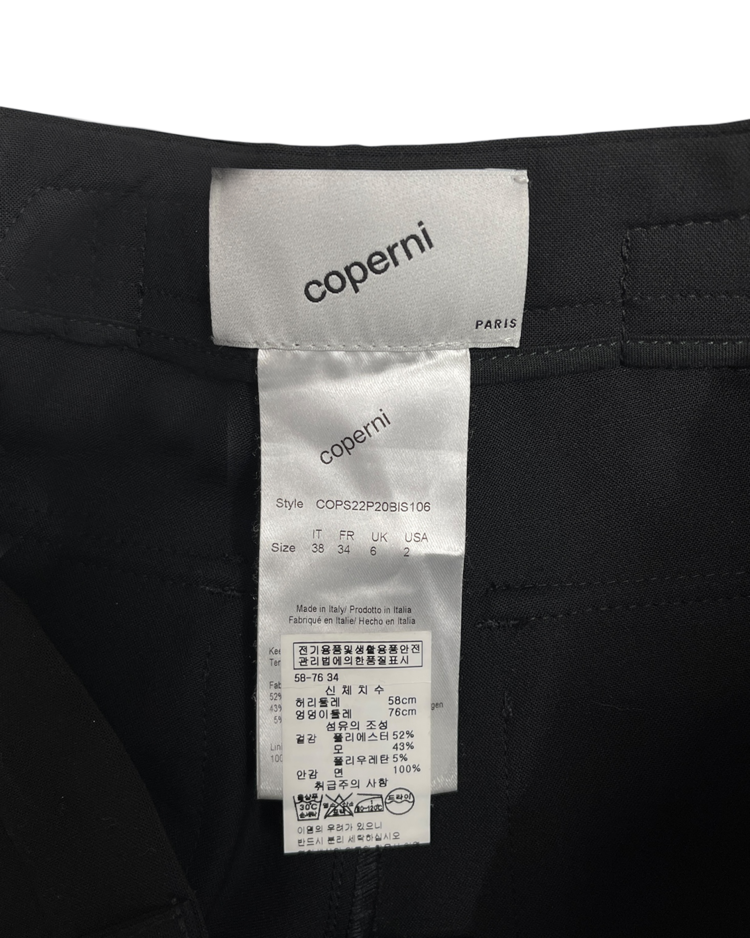 coperni
PARIS
coperni
Style COPS22P20BIS106
IT FR UK USA
Size 38 34 6 2
Made in Italy/ Prodotto in Italia
Fabriqué en Italie/ Hecho en Italia
전기용품및생활용품안전
관리법에의한품질표시
58-76 34
신 체 치 수
허리둘레 58cm
엉덩이둘레 76cm
섬유의 조성
겉감 폴리에스터 52%
모 43%
폴리우레탄 5%
안감 면 100%
취급주의 사항
30℃
드라이
이염의 우려가 있으니
반드시 분리 세탁하십시오